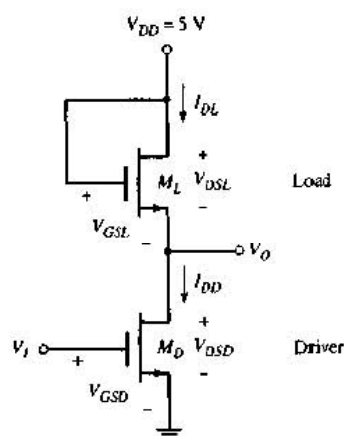 V_DD = 5 V
I_DL
+
M_L V_DSL Load
+
V_GSL
−
−
V_O
I_DD
+
V_I
M_D V_DSD Driver
+
V_GSD
−
−